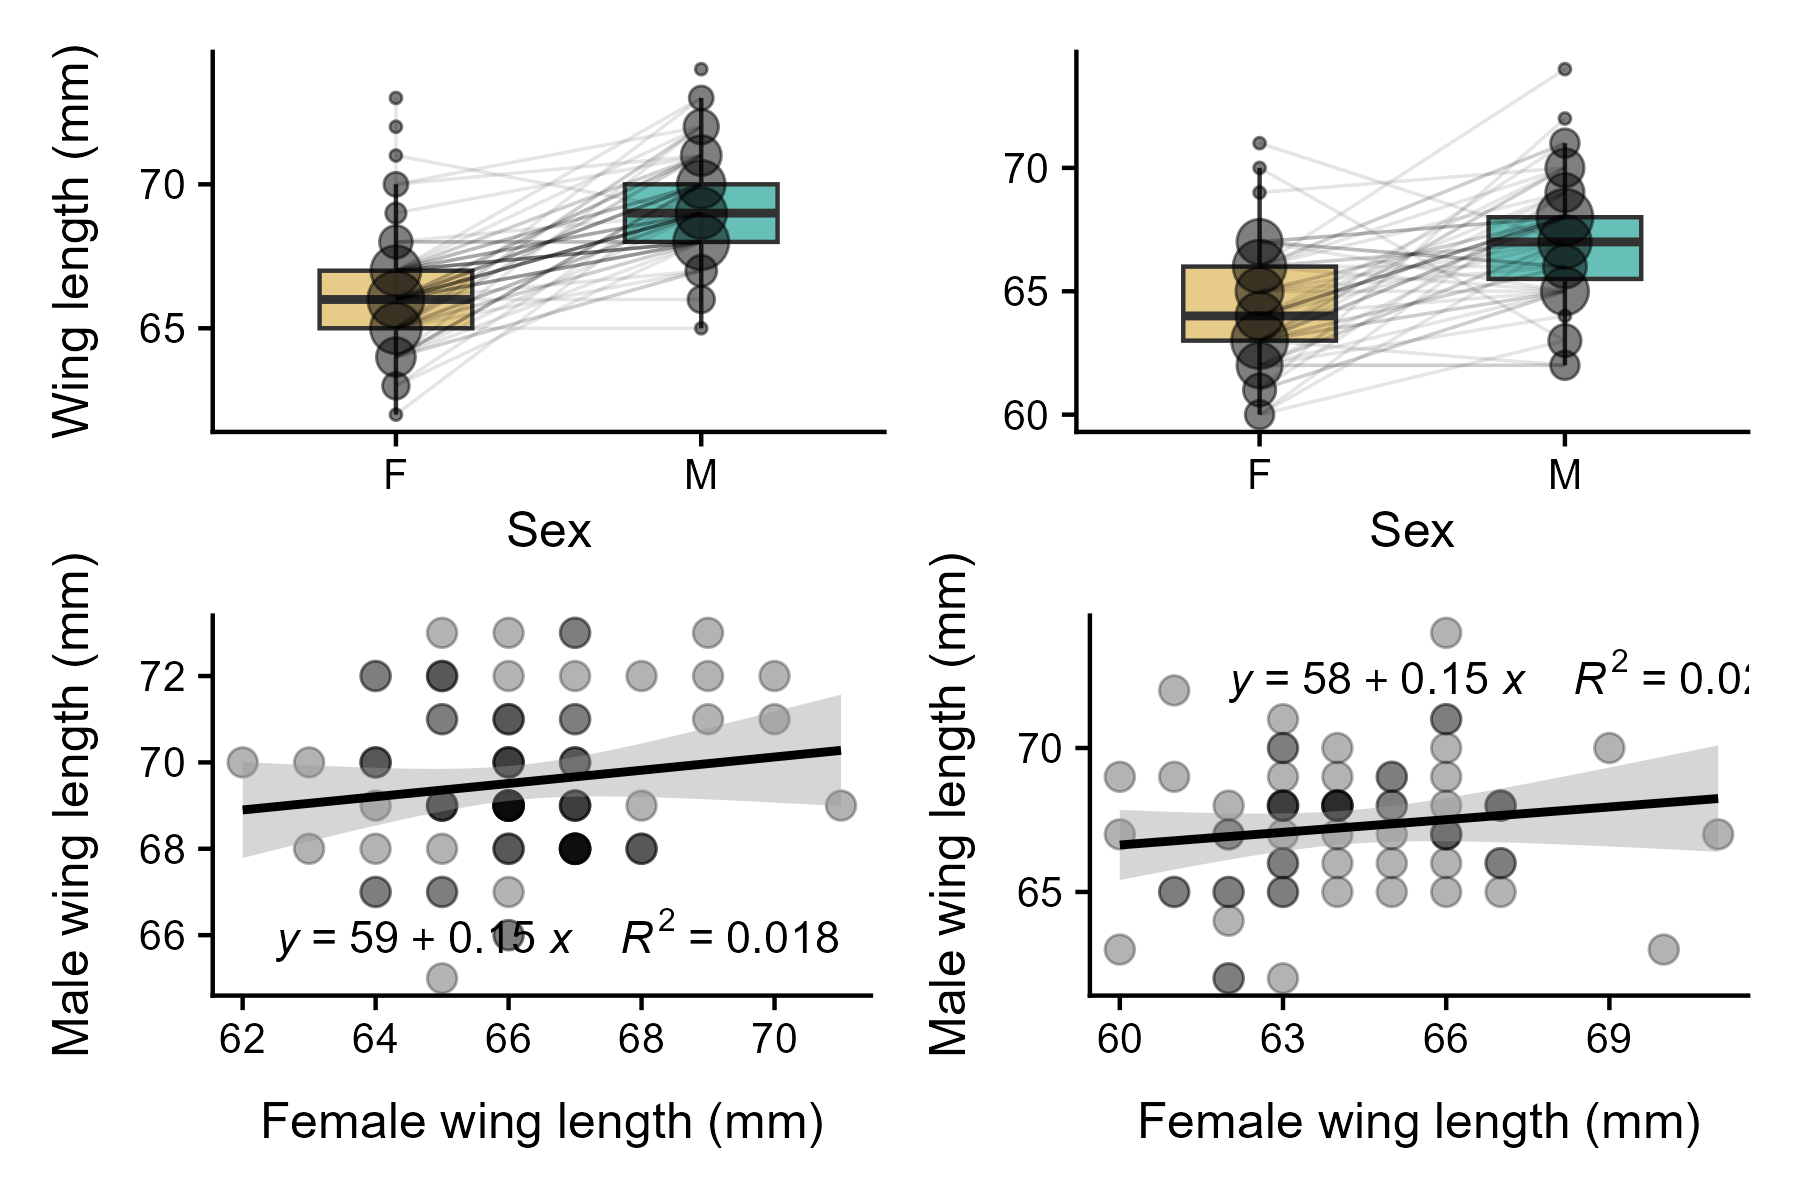 Wing length (mm)
70
65
F
M
Sex
70
65
60
F
M
Sex
Male wing length (mm)
72
70
68
66
y = 59 + 0.15 x R² = 0.018
62
64
66
68
70
Female wing length (mm)
Male wing length (mm)
70
65
y = 58 + 0.15 x R² = 0.02
60
63
66
69
Female wing length (mm)